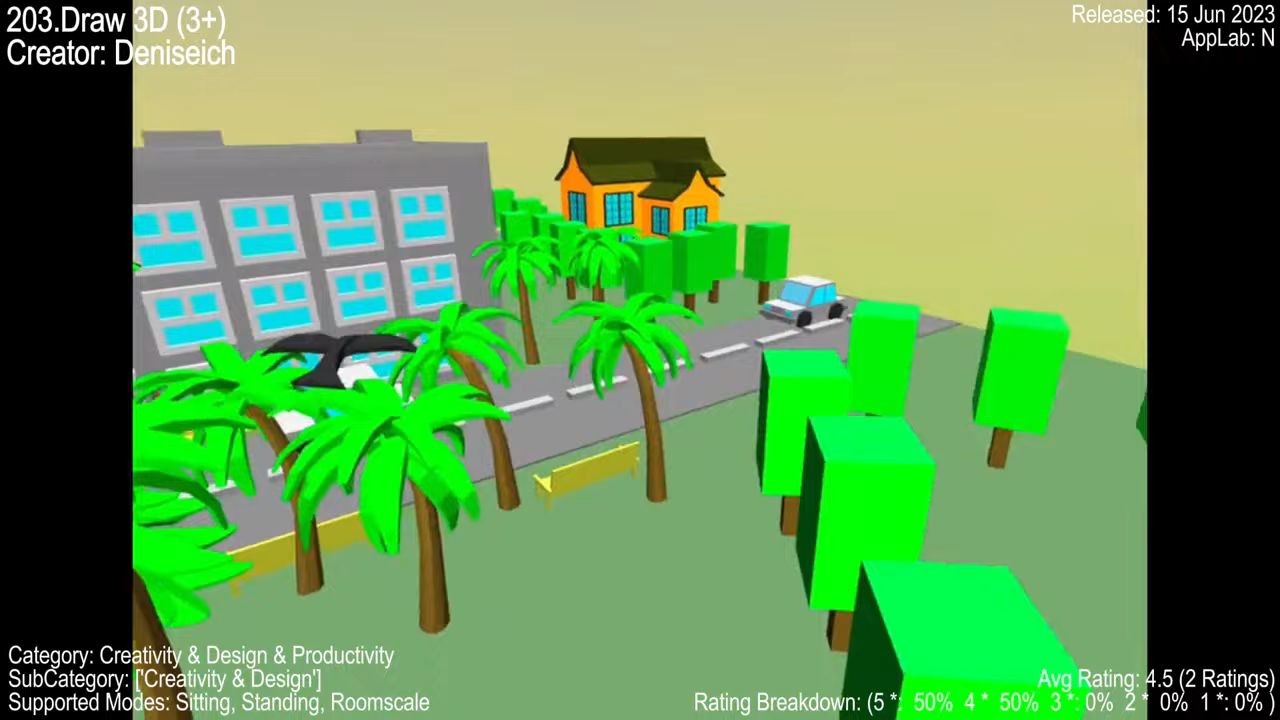 203.Draw 3D (3+)
Creator: Deniseich
Released: 15 Jun 2023
AppLab: N
Category: Creativity & Design & Productivity
SubCategory: ['Creativity & Design']
Supported Modes: Sitting, Standing, Roomscale
Avg Rating: 4.5 (2 Ratings)
Rating Breakdown: (5 *: 50% 4 * 50% 3 *: 0% 2 * 0% 1 *: 0% )